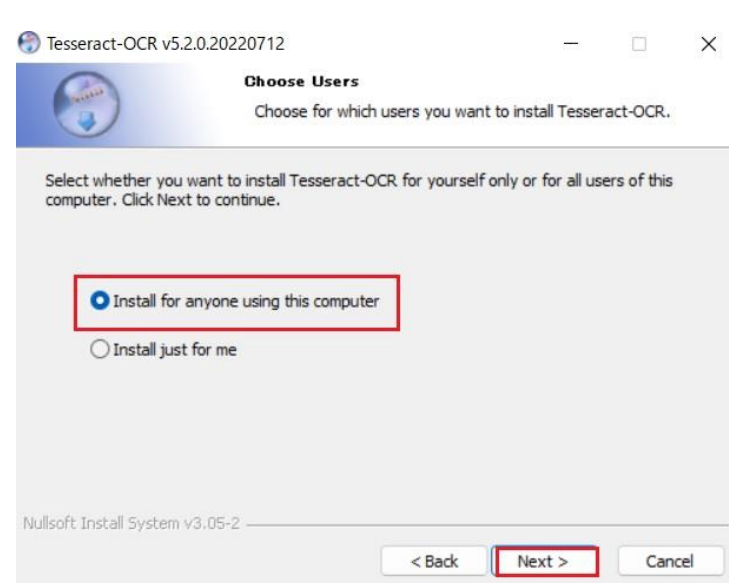 Tesseract-OCR v5.2.0.20220712
Choose Users
Choose for which users you want to install Tesseract-OCR.
Select whether you want to install Tesseract-OCR for yourself only or for all users of this
computer. Click Next to continue.
Install for anyone using this computer
Install just for me
Nullsoft Install System v3.05-2
< Back Next > Cancel